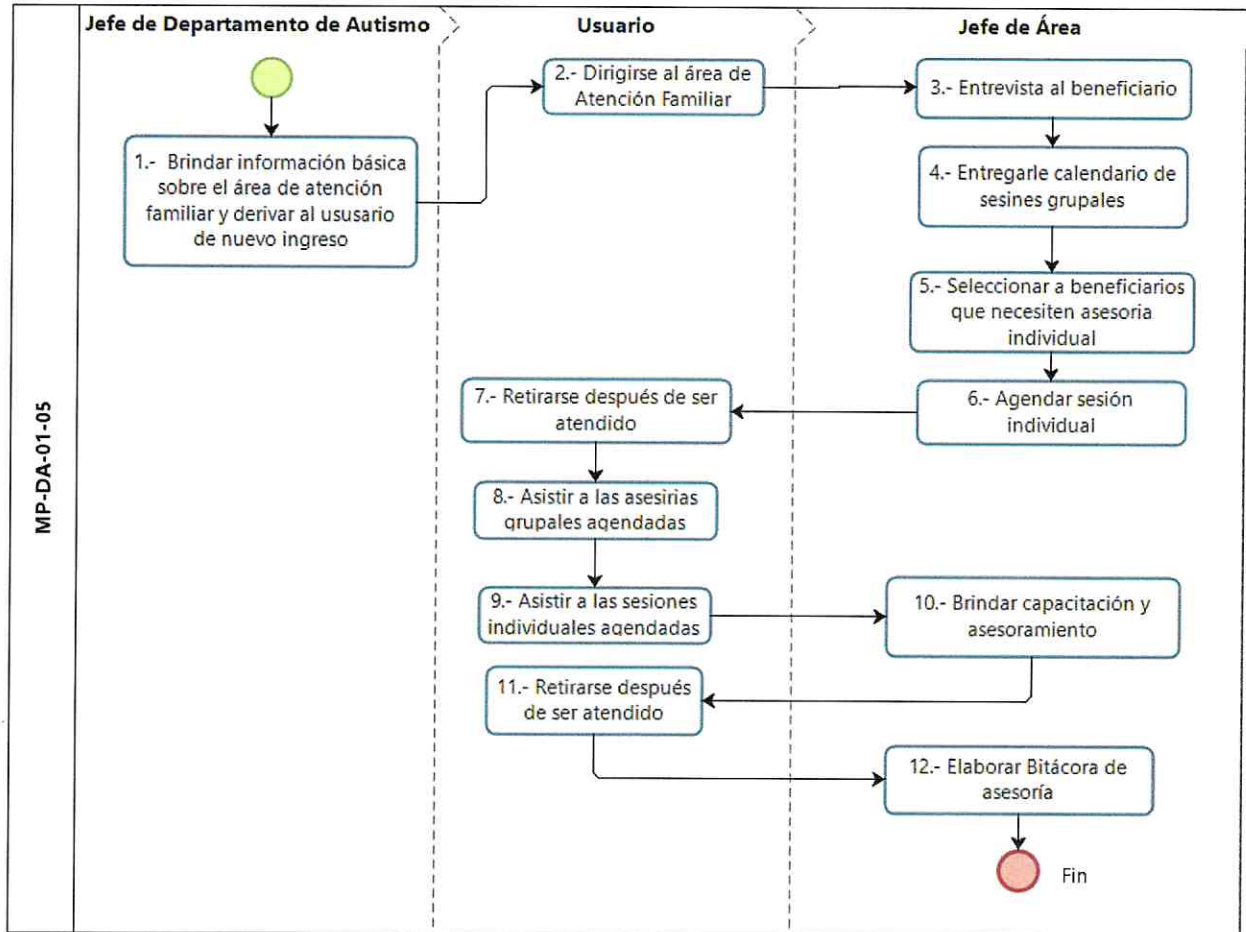 Jefe de Departamento de Autismo
Usuario
Jefe de Área
MP-DA-01-05
1.- Brindar información básica
sobre el área de atención
familiar y derivar al ususario
de nuevo ingreso
2.- Dirigirse al área de
Atención Familiar
3.- Entrevista al beneficiario
4.- Entregarle calendario de
sesines grupales
5.- Seleccionar a beneficiarios
que necesiten asesoria
individual
6.- Agendar sesión
individual
7.- Retirarse después de ser
atendido
8.- Asistir a las asesirias
grupales agendadas
9.- Asistir a las sesiones
individuales agendadas
10.- Brindar capacitación y
asesoramiento
11.- Retirarse después
de ser atendido
12.- Elaborar Bitácora de
asesoría
Fin